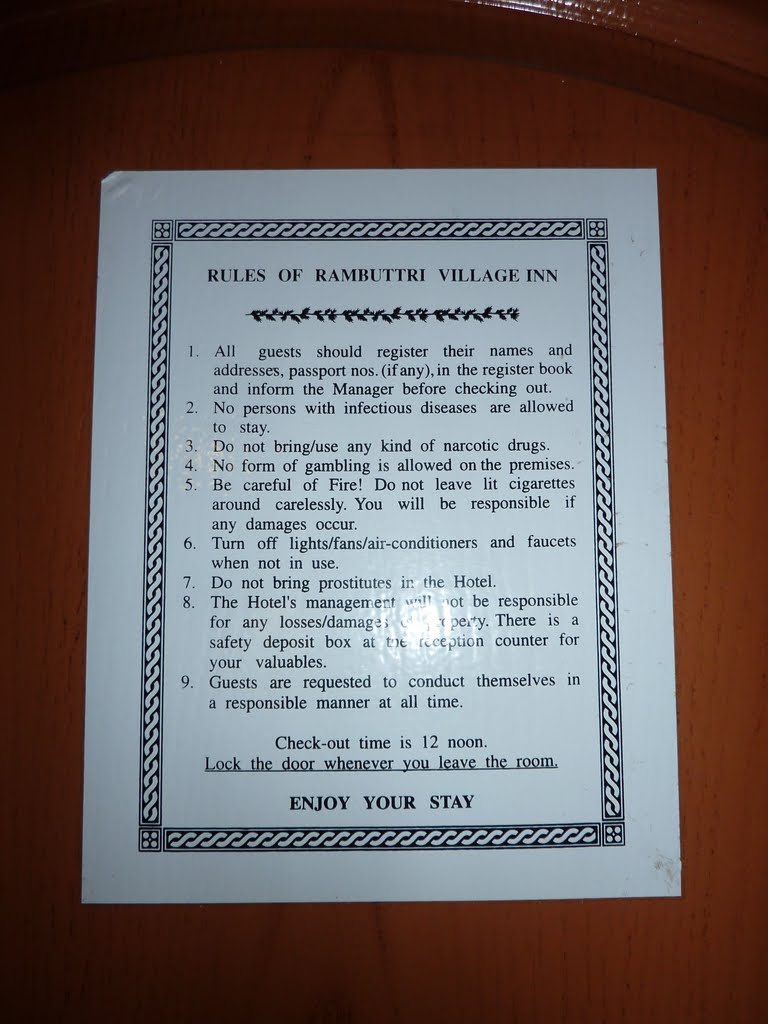 RULES OF RAMBUTTRI VILLAGE INN
1. All guests should register their names and
addresses, passport nos. (if any), in the register book
and inform the Manager before checking out.
2. No persons with infectious diseases are allowed
to stay.
3. Do not bring/use any kind of narcotic drugs.
4. No form of gambling is allowed on the premises.
5. Be careful of Fire! Do not leave lit cigarettes
around carelessly. You will be responsible if
any damages occur.
6. Turn off lights/fans/air-conditioners and faucets
when not in use.
7. Do not bring prostitutes in the Hotel.
8. The Hotel's management will not be responsible
for any losses/damages of property. There is a
safety deposit box at the reception counter for
your valuables.
9. Guests are requested to conduct themselves in
a responsible manner at all time.
Check-out time is 12 noon.
Lock the door whenever you leave the room.
ENJOY YOUR STAY